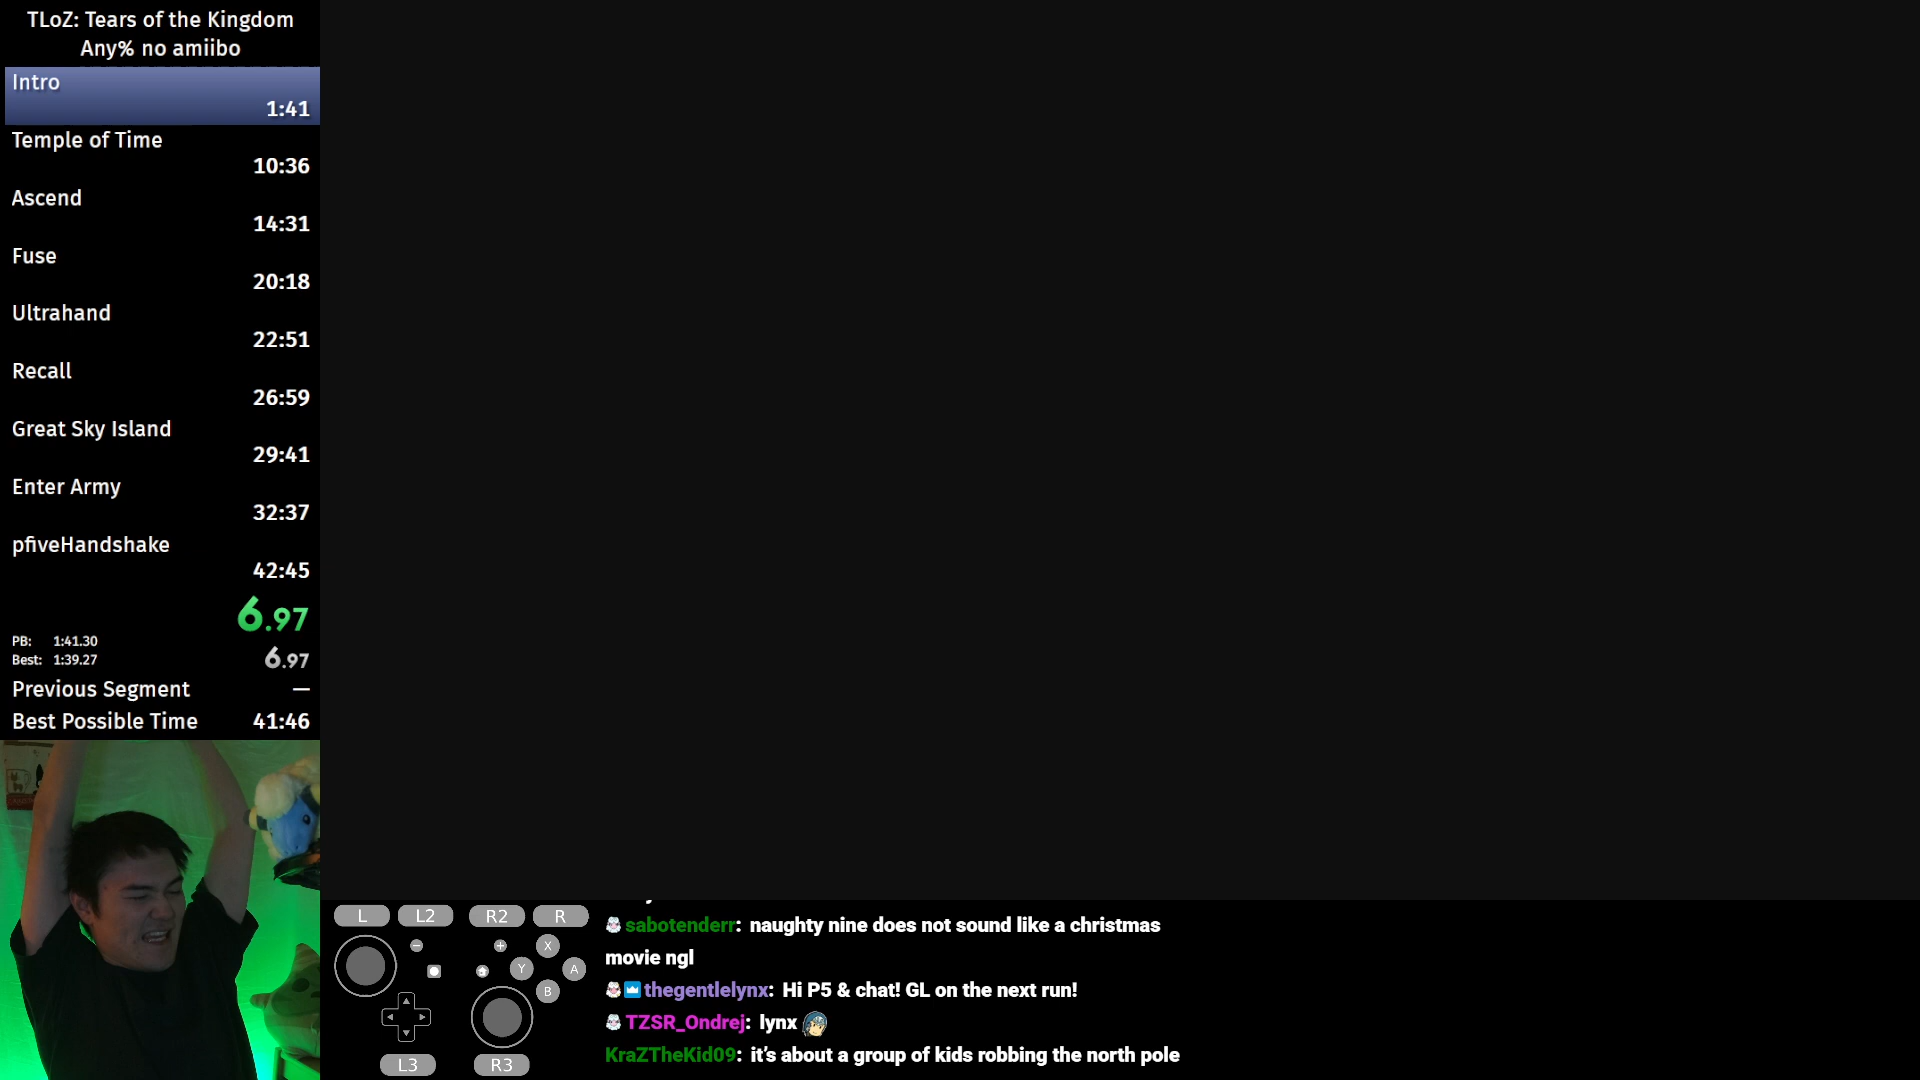 TLoZ: Tears of the Kingdom
Any% no amiibo
Intro
1:41
Temple of Time
10:36
Ascend
14:31
Fuse
20:18
Ultrahand
22:51
Recall
26:59
Great Sky Island
29:41
Enter Army
32:37
pfiveHandshake
42:45
6.97
PB: 1:41.30
Best: 1:39.27
6.97
Previous Segment —
Best Possible Time 41:46
L L2 R2 R
X
Y A
B
L3 R3
sabotenderr: naughty nine does not sound like a christmas
movie ngl
thegentlelynx: Hi P5 & chat! GL on the next run!
TZSR_Ondrej: lynx
KraZTheKid09: it's about a group of kids robbing the north pole